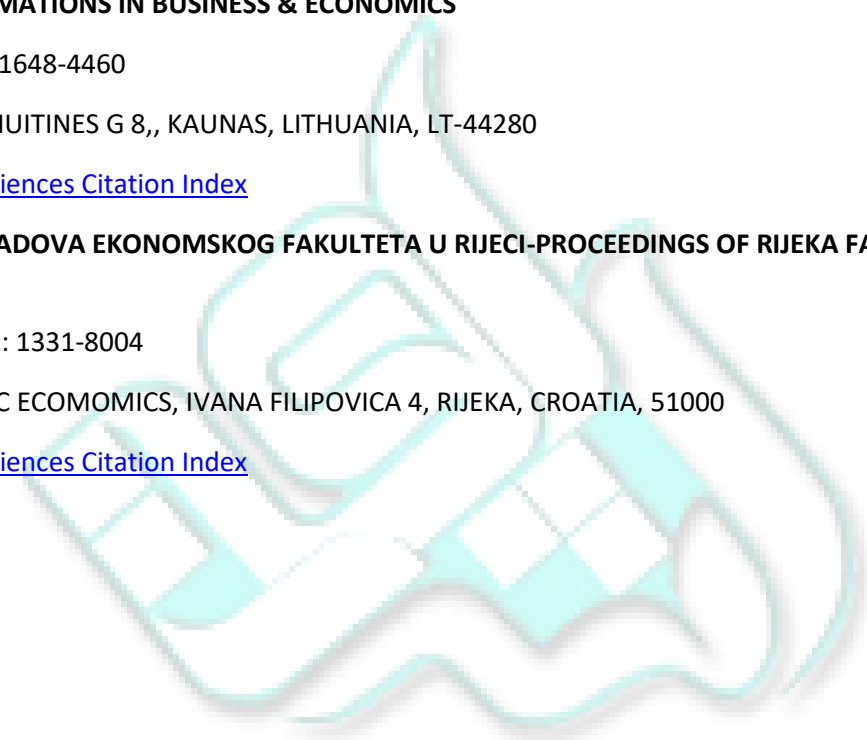 MATIONS IN BUSINESS & ECONOMICS
1648-4460
UITINES G 8,, KAUNAS, LITHUANIA, LT-44280
iences Citation Index
ADOVA EKONOMSKOG FAKULTETA U RIJECI-PROCEEDINGS OF RIJEKA FA
: 1331-8004
C ECOMOMICS, IVANA FILIPOVICA 4, RIJEKA, CROATIA, 51000
iences Citation Index